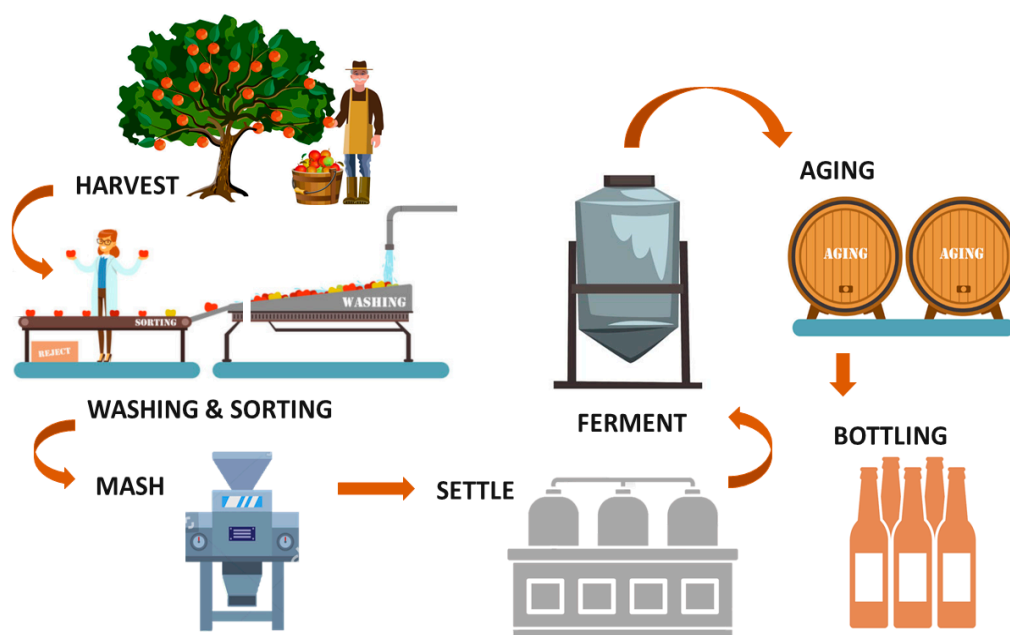 HARVEST
SORTING
WASHING
REJECT
WASHING & SORTING
MASH
SETTLE
FERMENT
AGING
AGING
AGING
BOTTLING